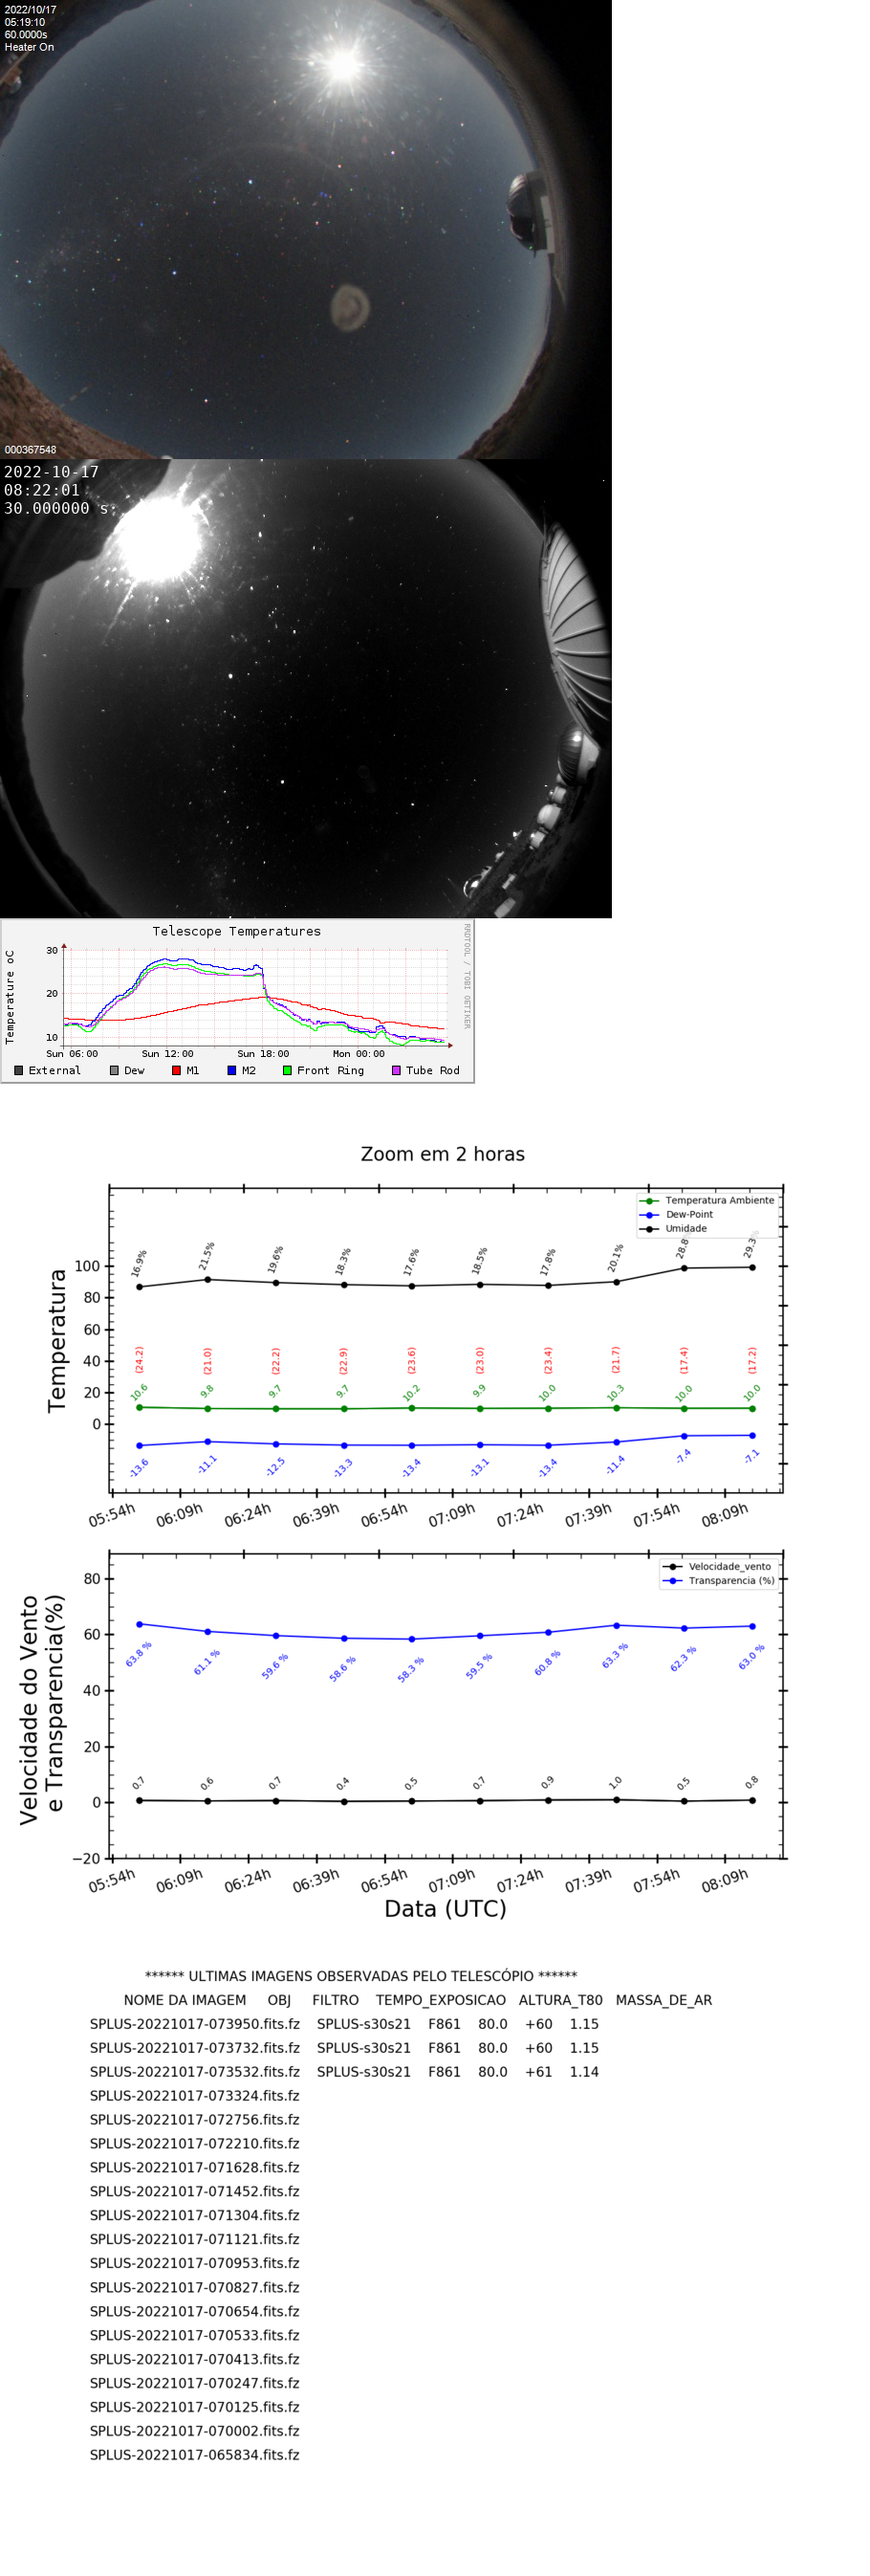 2022/10/17
05:19:10
60.0000s
Heater On
000367548
2022-10-17
08:22:01
30.000000 s
Telescope Temperatures
Temperature oC
RRDTOOL / TOBI OETIKER
30
20
10
Sun 06:00 Sun 12:00 Sun 18:00 Mon 00:00
External Dew M1 M2 Front Ring Tube Rod
Zoom em 2 horas
Temperatura
Temperatura Ambiente
Dew-Point
Umidade
100
80
60
40
20
0
16.9% 21.5% 19.6% 18.3% 17.6% 18.5% 17.8% 20.1% 28.8 29.3%
(24.2) (21.0) (22.2) (22.9) (23.6) (23.0) (23.4) (21.7) (17.4) (17.2)
10.6 9.8 9.7 9.7 10.2 9.9 10.0 10.3 10.0 10.0
-13.6 -11.1 -12.5 -13.3 -13.4 -13.1 -13.4 -11.4 -7.4 -7.1
05:54h 06:09h 06:24h 06:39h 06:54h 07:09h 07:24h 07:39h 07:54h 08:09h
Velocidade do Vento
e Transparencia(%)
Velocidade_vento
Transparencia (%)
80
60
40
20
0
−20
63.8 % 61.1 % 59.6 % 58.6 % 58.3 % 59.5 % 60.8 % 63.3 % 62.3 % 63.0 %
0.7 0.6 0.7 0.4 0.5 0.7 0.9 1.0 0.5 0.8
05:54h 06:09h 06:24h 06:39h 06:54h 07:09h 07:24h 07:39h 07:54h 08:09h
Data (UTC)
****** ULTIMAS IMAGENS OBSERVADAS PELO TELESCÓPIO ******
NOME DA IMAGEM OBJ FILTRO TEMPO_EXPOSICAO ALTURA_T80 MASSA_DE_AR
SPLUS-20221017-073950.fits.fz SPLUS-s30s21 F861 80.0 +60 1.15
SPLUS-20221017-073732.fits.fz SPLUS-s30s21 F861 80.0 +60 1.15
SPLUS-20221017-073532.fits.fz SPLUS-s30s21 F861 80.0 +61 1.14
SPLUS-20221017-073324.fits.fz
SPLUS-20221017-072756.fits.fz
SPLUS-20221017-072210.fits.fz
SPLUS-20221017-071628.fits.fz
SPLUS-20221017-071452.fits.fz
SPLUS-20221017-071304.fits.fz
SPLUS-20221017-071121.fits.fz
SPLUS-20221017-070953.fits.fz
SPLUS-20221017-070827.fits.fz
SPLUS-20221017-070654.fits.fz
SPLUS-20221017-070533.fits.fz
SPLUS-20221017-070413.fits.fz
SPLUS-20221017-070247.fits.fz
SPLUS-20221017-070125.fits.fz
SPLUS-20221017-070002.fits.fz
SPLUS-20221017-065834.fits.fz